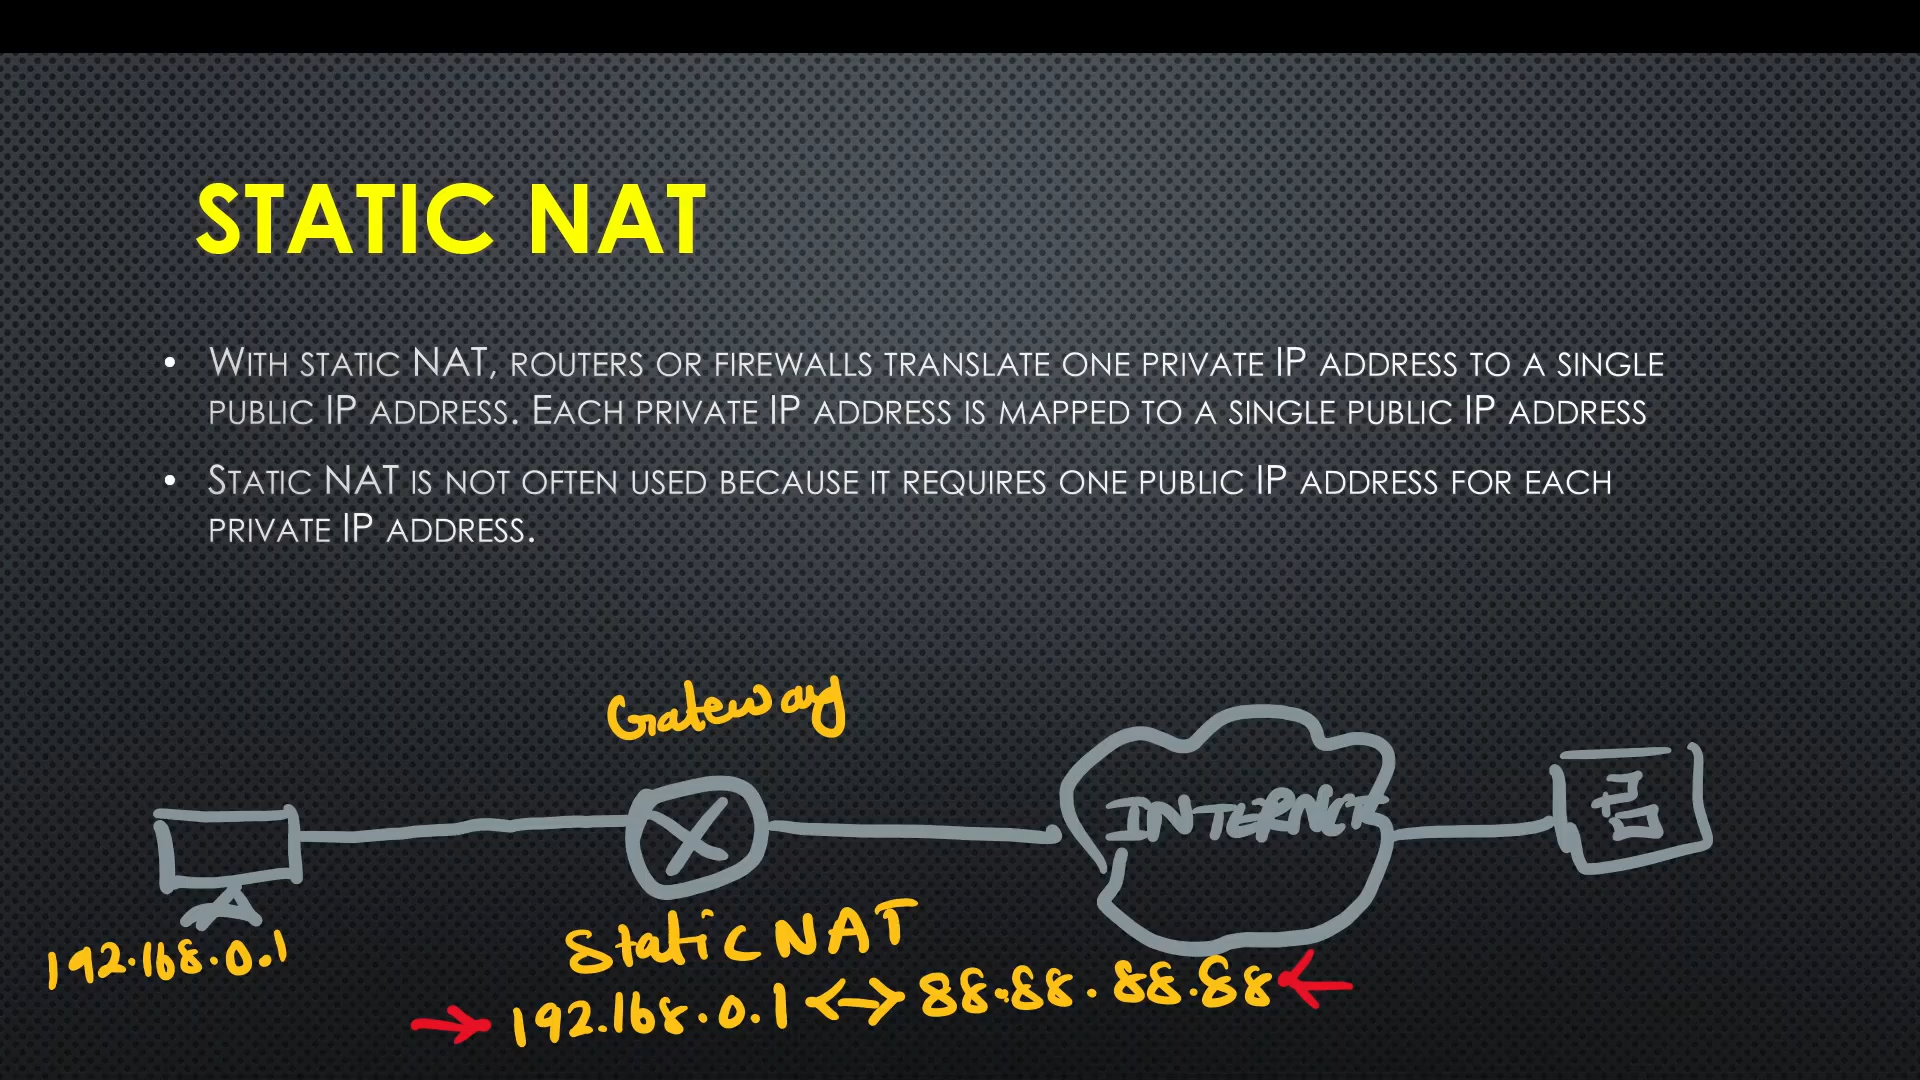 STATIC NAT
• WITH STATIC NAT, ROUTERS OR FIREWALLS TRANSLATE ONE PRIVATE IP ADDRESS TO A SINGLE
PUBLIC IP ADDRESS. EACH PRIVATE IP ADDRESS IS MAPPED TO A SINGLE PUBLIC IP ADDRESS
• STATIC NAT IS NOT OFTEN USED BECAUSE IT REQUIRES ONE PUBLIC IP ADDRESS FOR EACH
PRIVATE IP ADDRESS.
Gateway
INTERNET
192.168.0.1
Static NAT
192.168.0.1 <-> 88.88.88.88